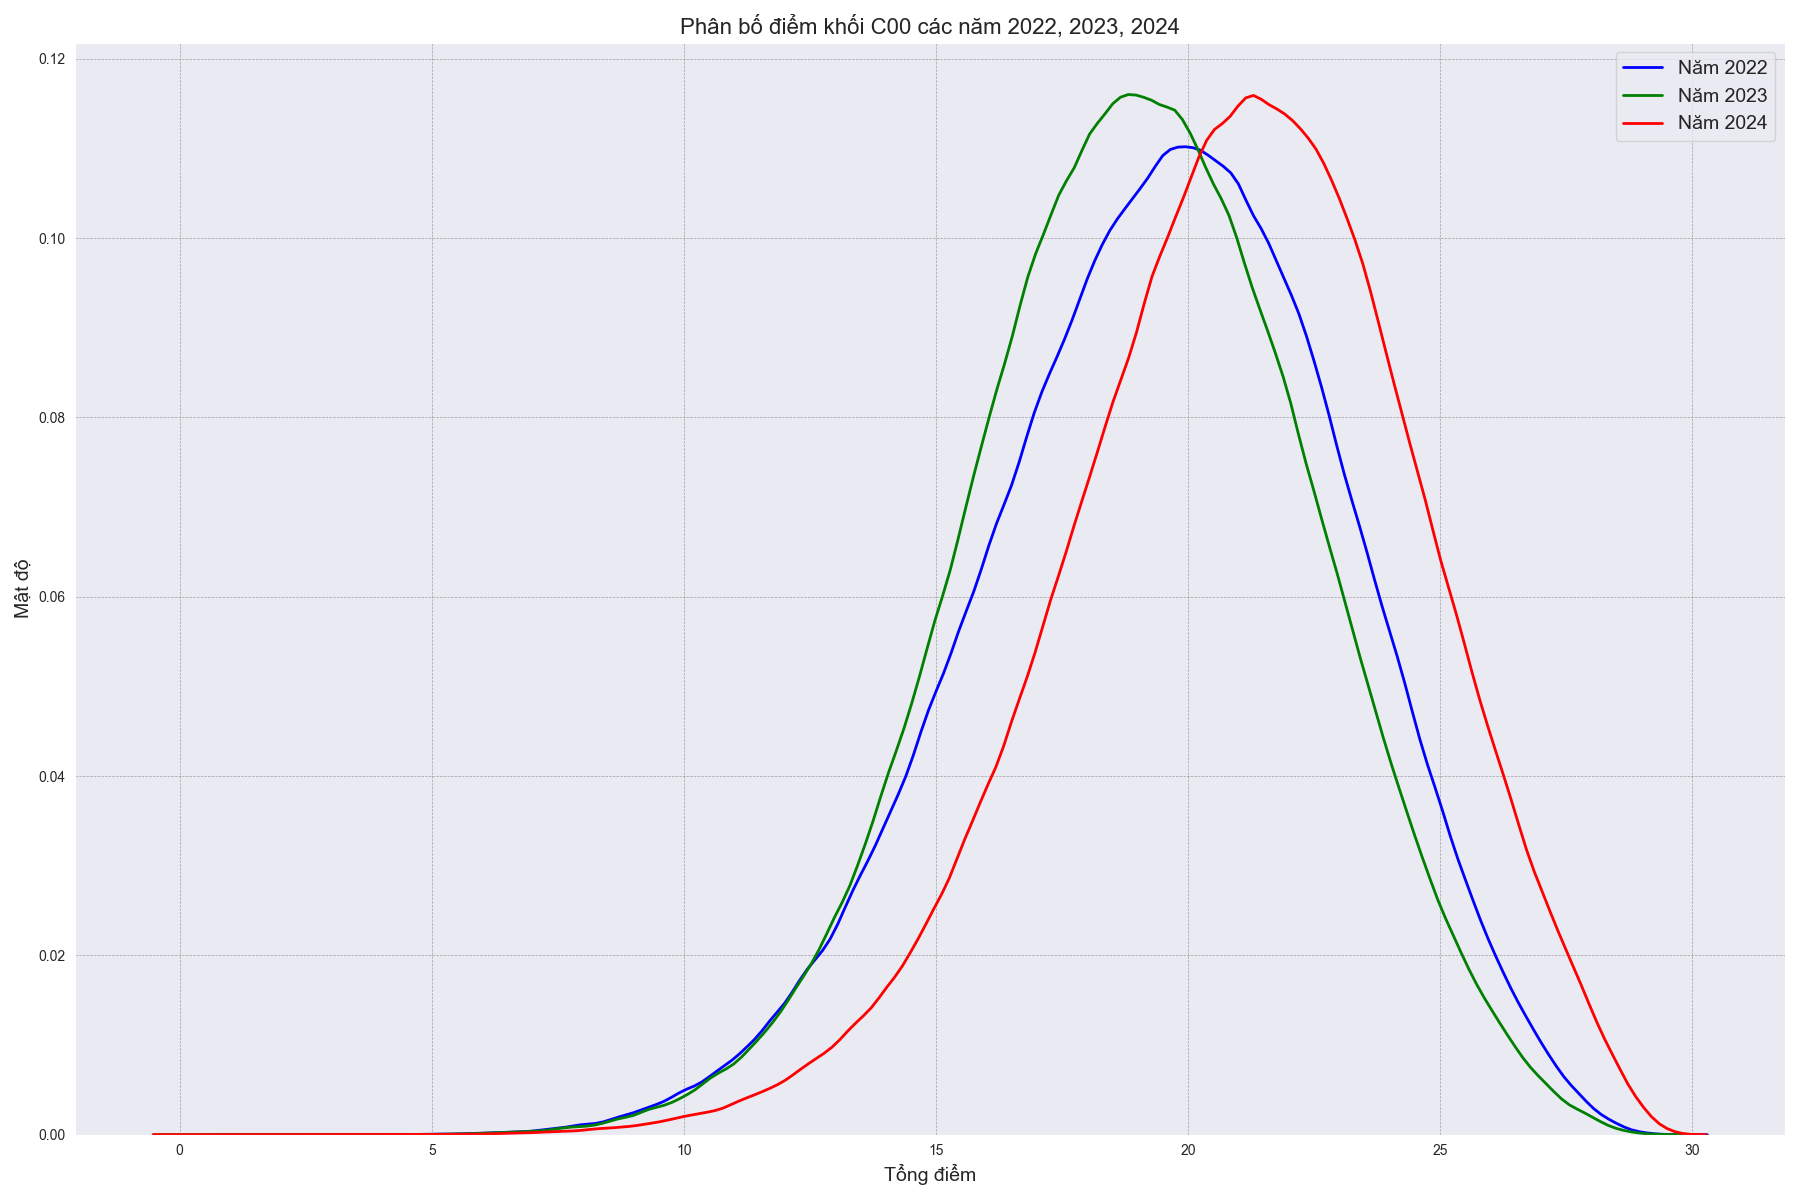 Phân bố điểm khối C00 các năm 2022, 2023, 2024
0.12
0.10
0.08
0.06
0.04
0.02
0.00
Mật độ
Năm 2022
Năm 2023
Năm 2024
0 5 10 15 20 25 30
Tổng điểm